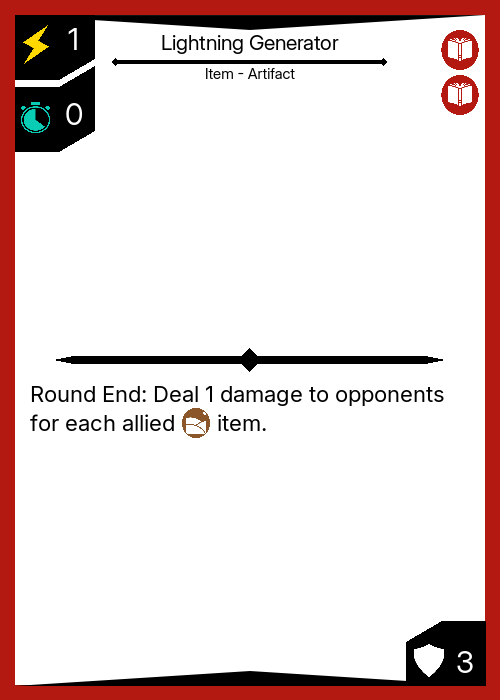 1
Lightning Generator
Item - Artifact
0
Round End: Deal 1 damage to opponents
for each allied item.
3